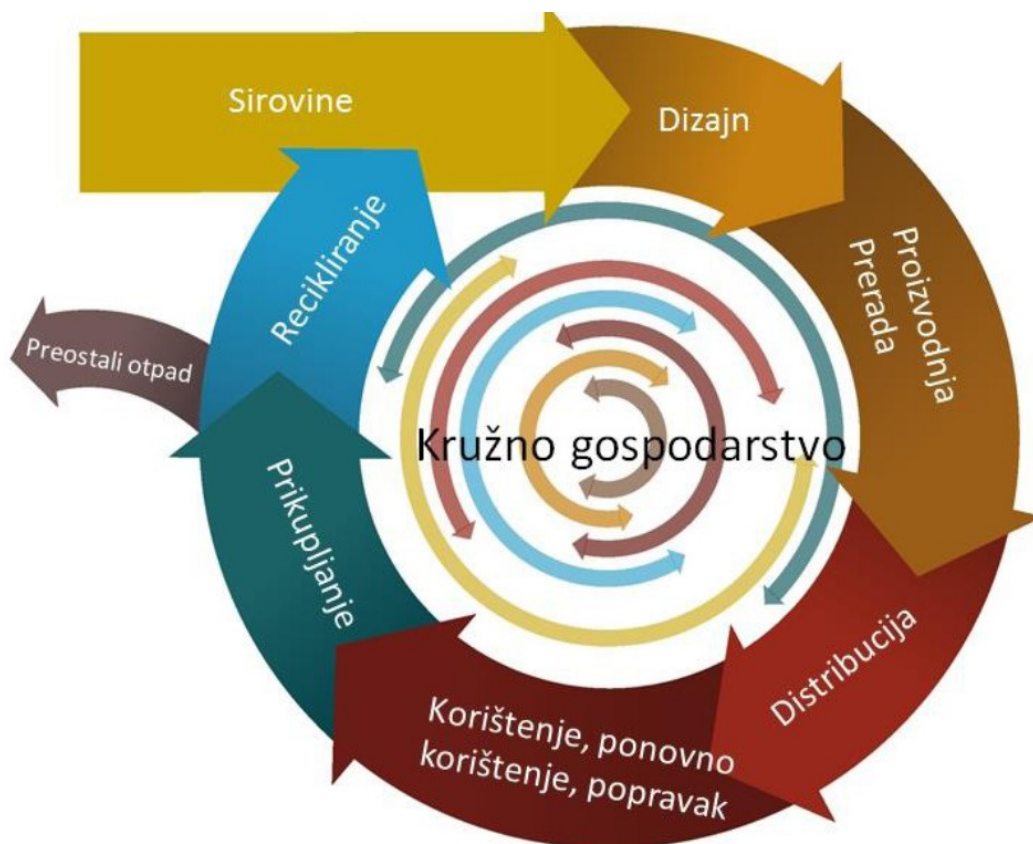 Sirovine
Dizajn
Proizvodnja
Prerada
Distribucija
Korištenje, ponovno
korištenje, popravak
Prikupljanje
Recikliranje
Preostali otpad
Kružno gospodarstvo